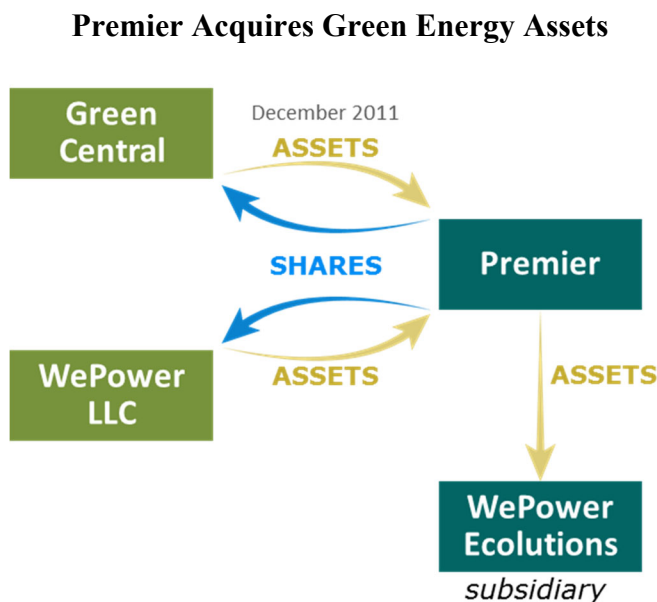 Premier Acquires Green Energy Assets
Green
Central
December 2011
ASSETS
SHARES
Premier
WePower
LLC
ASSETS
ASSETS
WePower
Ecolutions
subsidiary